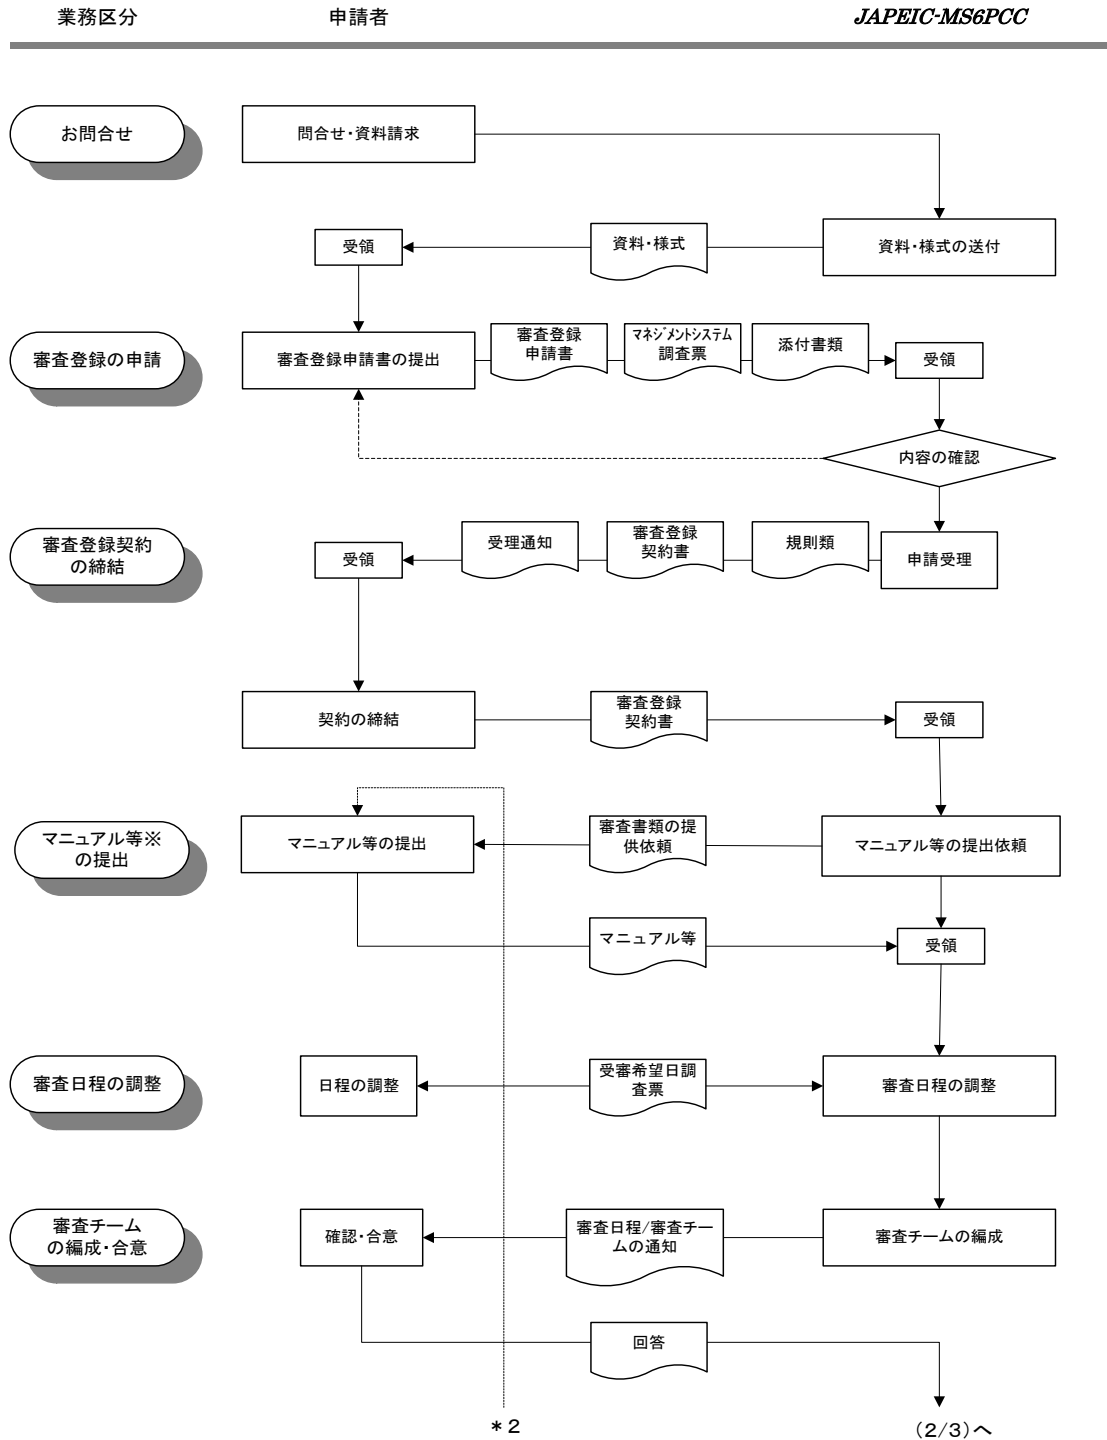 業務区分
申請者
JAPEIC-MS6PCC
お問合せ
問合せ・資料請求
受領
資料・様式
資料・様式の送付
審査登録の申請
審査登録申請書の提出
審査登録
申請書
マネジメントシステム
調査票
添付書類
受領
内容の確認
審査登録契約
の締結
受領
受理通知
審査登録
契約書
規則類
申請受理
契約の締結
審査登録
契約書
受領
マニュアル等※
の提出
マニュアル等の提出
審査書類の提
供依頼
マニュアル等の提出依頼
マニュアル等
受領
審査日程の調整
日程の調整
受審希望日調
査票
審査日程の調整
審査チーム
の編成・合意
確認・合意
審査日程/審査チー
ムの通知
審査チームの編成
回答
*2
(2/3)へ